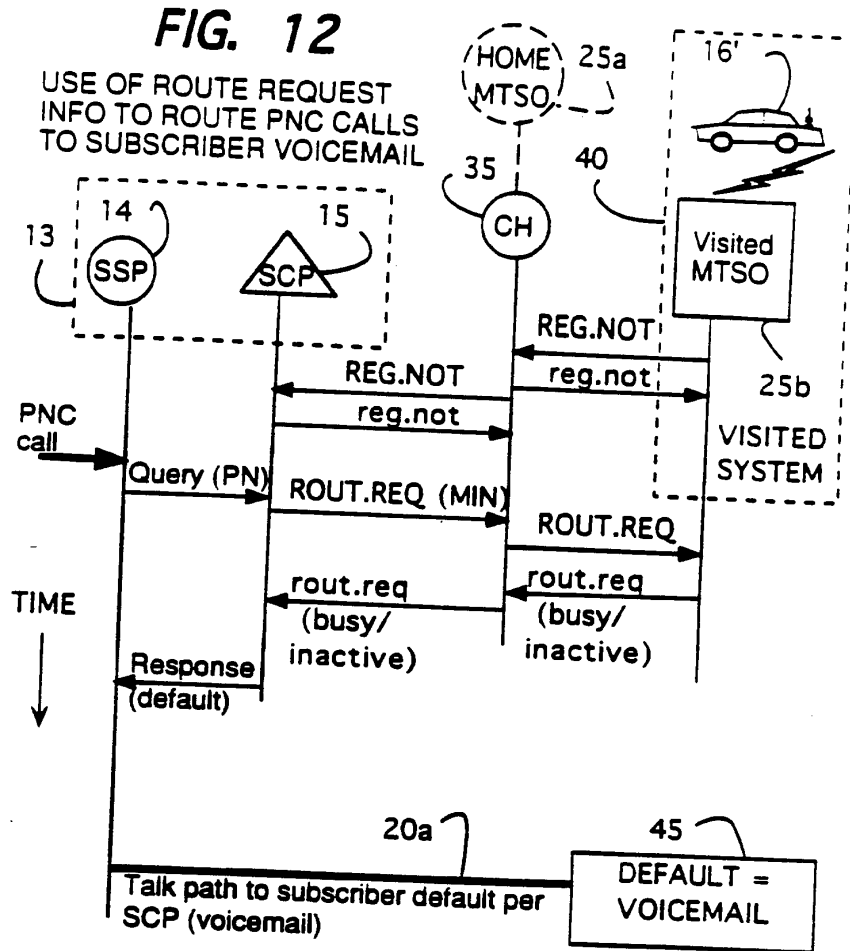 FIG. 12
USE OF ROUTE REQUEST
INFO TO ROUTE PNC CALLS
TO SUBSCRIBER VOICEMAIL
HOME
MTSO
25a
16'
35
40
14
15
13
SSP
SCP
CH
Visited
MTSO
REG.NOT
REG.NOT
reg.not
reg.not
25b
VISITED
SYSTEM
PNC
call
Query (PN)
ROUT.REQ (MIN)
ROUT.REQ
rout.req
(busy/
inactive)
rout.req
(busy/
inactive)
TIME
Response
(default)
20a
45
Talk path to subscriber default per
SCP (voicemail)
DEFAULT =
VOICEMAIL